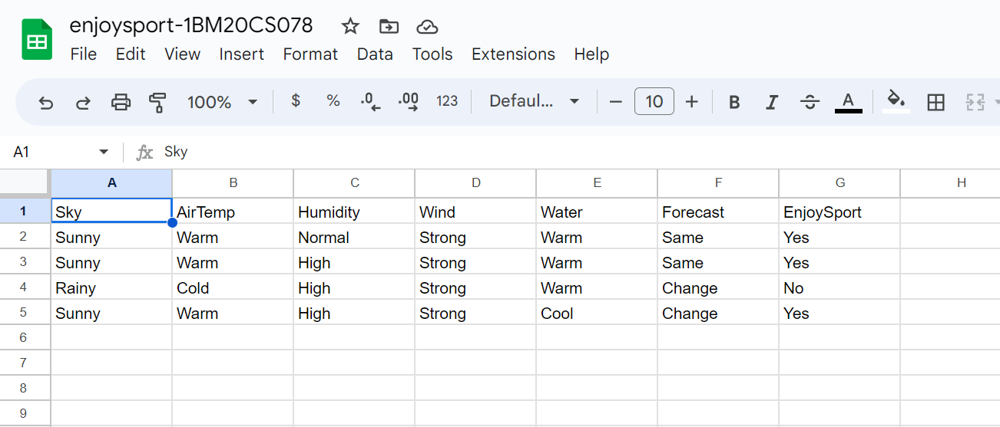 enjoysport-1BM20CS078
File Edit View Insert Format Data Tools Extensions Help
100% $ % .0 .00 123 Defaul... − 10 + B I S A
A1 fx Sky
A B C D E F G H
1 Sky AirTemp Humidity Wind Water Forecast EnjoySport
2 Sunny Warm Normal Strong Warm Same Yes
3 Sunny Warm High Strong Warm Same Yes
4 Rainy Cold High Strong Warm Change No
5 Sunny Warm High Strong Cool Change Yes
6
7
8
9